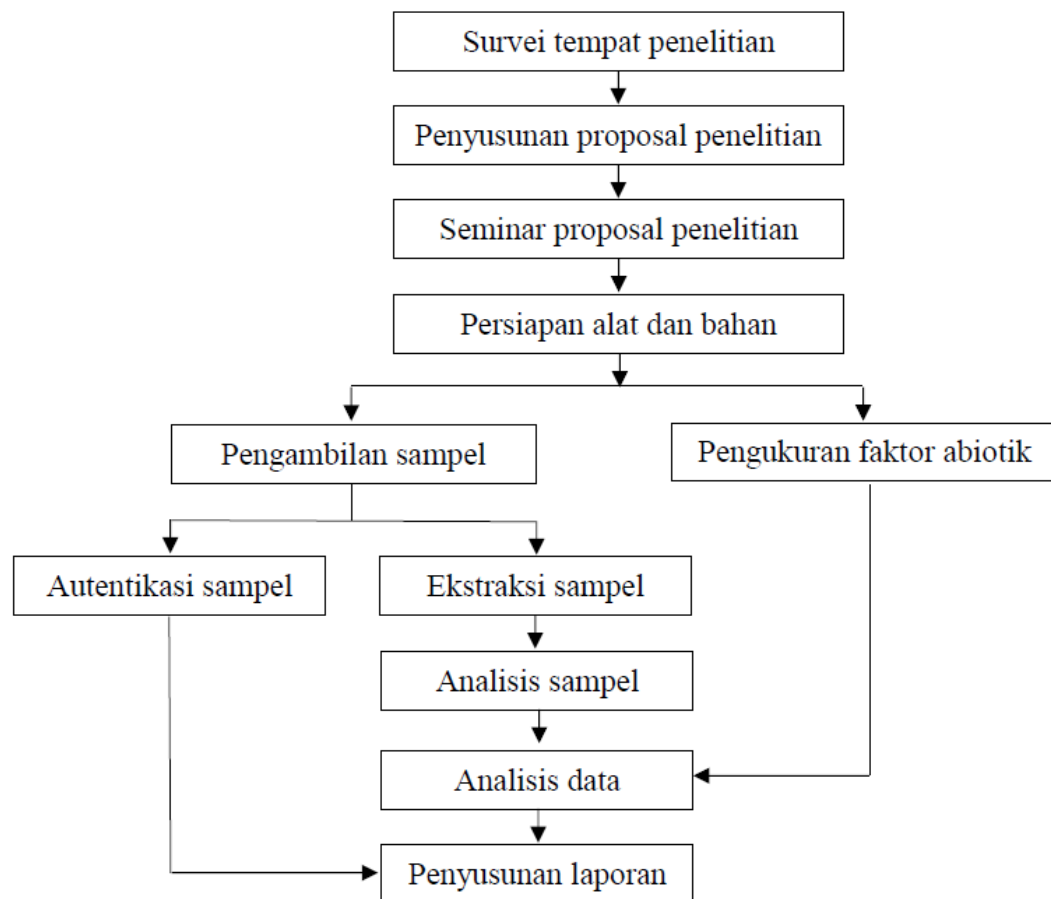 Survei tempat penelitian
Penyusunan proposal penelitian
Seminar proposal penelitian
Persiapan alat dan bahan
Pengambilan sampel
Pengukuran faktor abiotik
Autentikasi sampel
Ekstraksi sampel
Analisis sampel
Analisis data
Penyusunan laporan